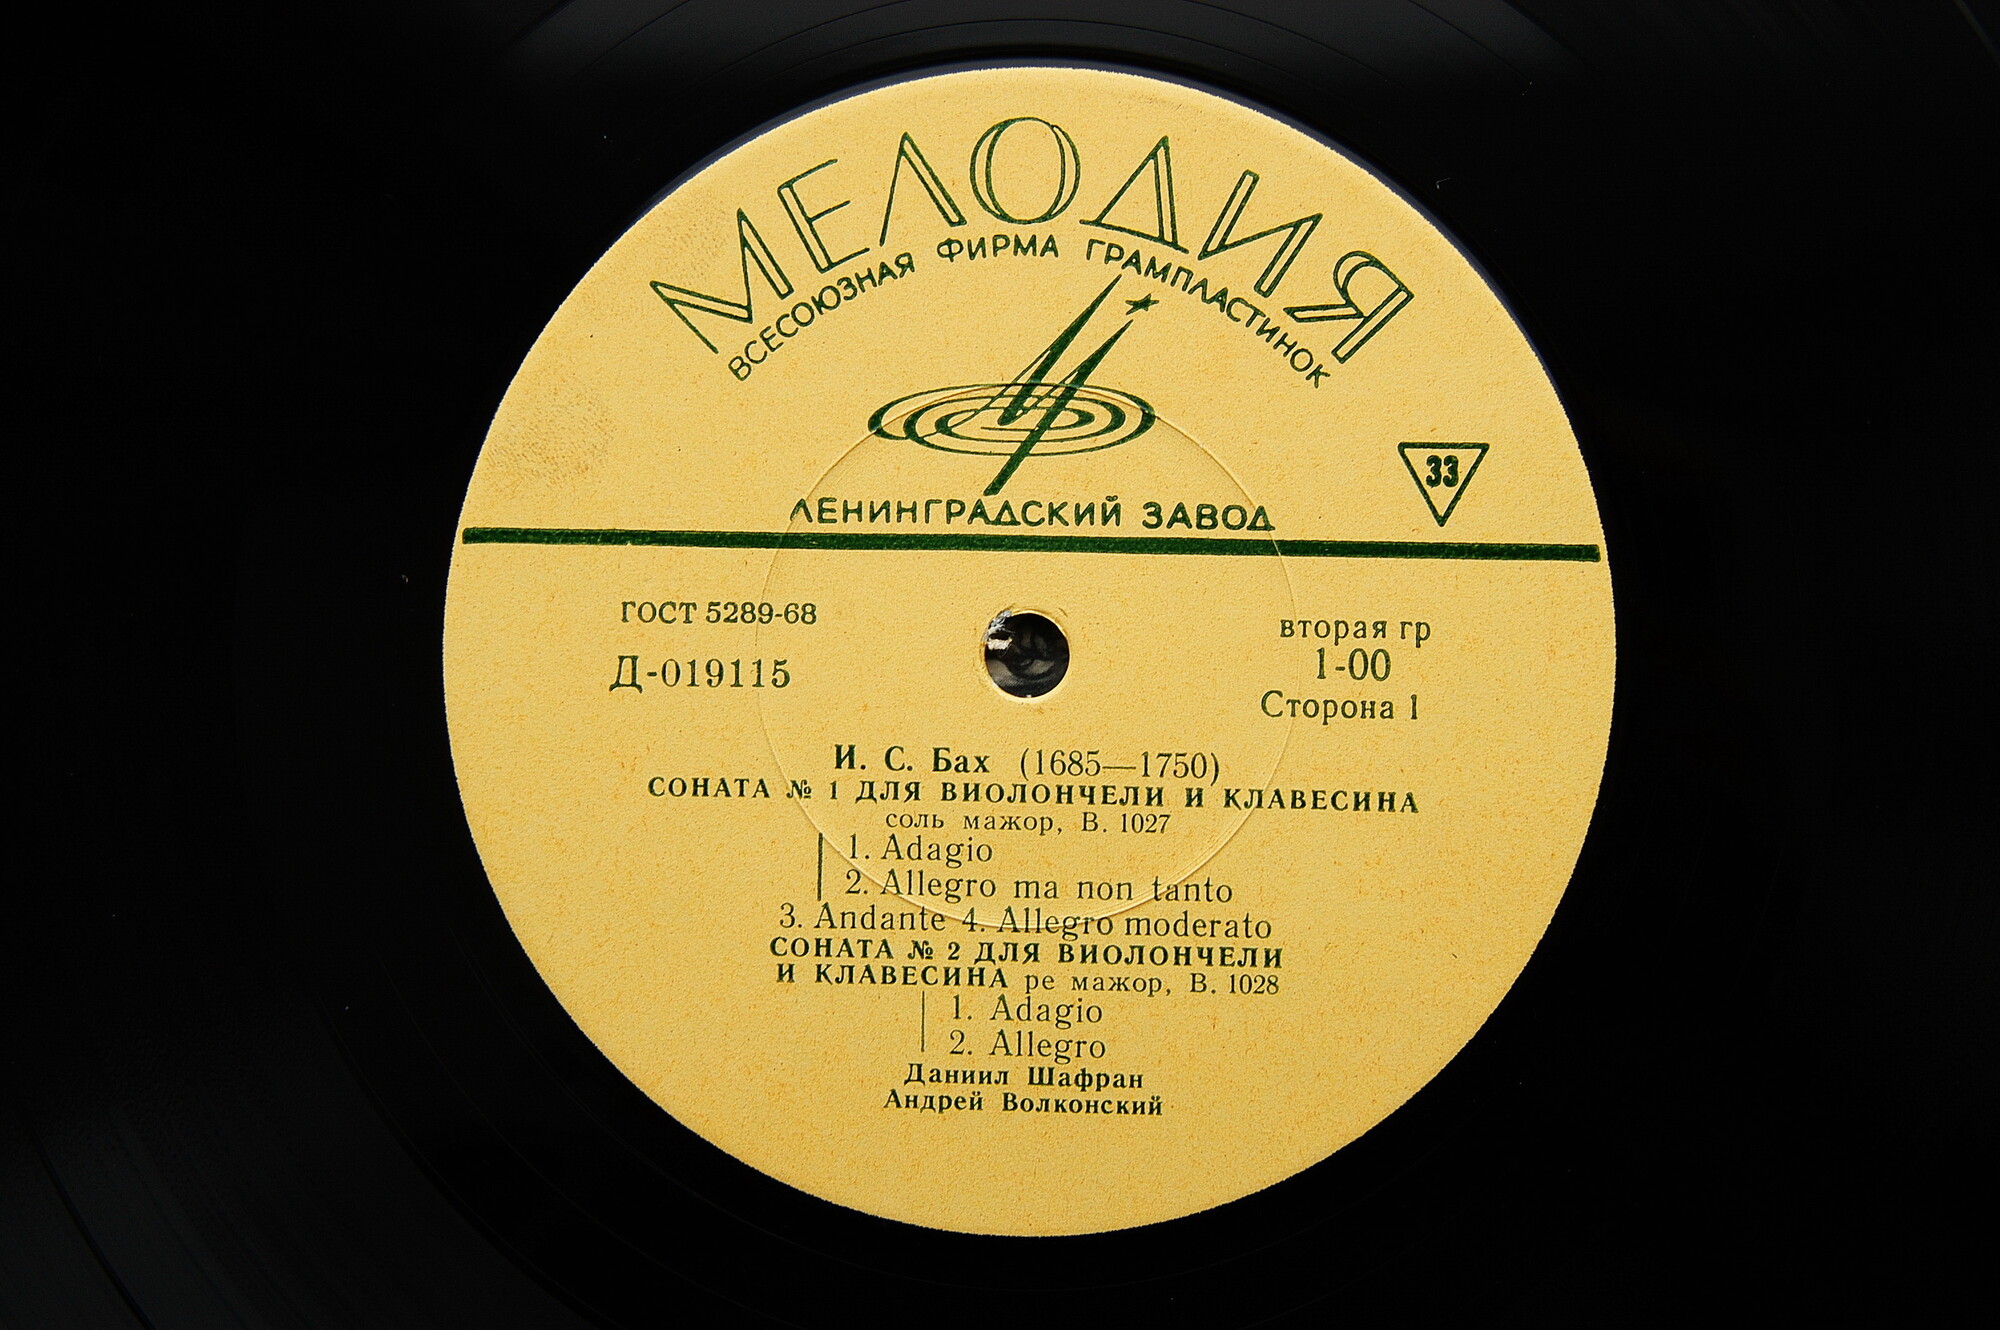 МЕЛОДИЯ
ВСЕСОЮЗНАЯ ФИРМА ГРАМПЛАСТИНОК
33
ЛЕНИНГРАДСКИЙ ЗАВОД
ГОСТ 5289-68
Д-019115
вторая гр
1-00
Сторона 1
И. С. Бах (1685—1750)
СОНАТА № 1 ДЛЯ ВИОЛОНЧЕЛИ И КЛАВЕСИНА
соль мажор, В. 1027
1. Adagio
2. Allegro ma non tanto
3. Andante 4. Allegro moderato
СОНАТА № 2 ДЛЯ ВИОЛОНЧЕЛИ
И КЛАВЕСИНА ре мажор, В. 1028
1. Adagio
2. Allegro
Даниил Шафран
Андрей Волконский